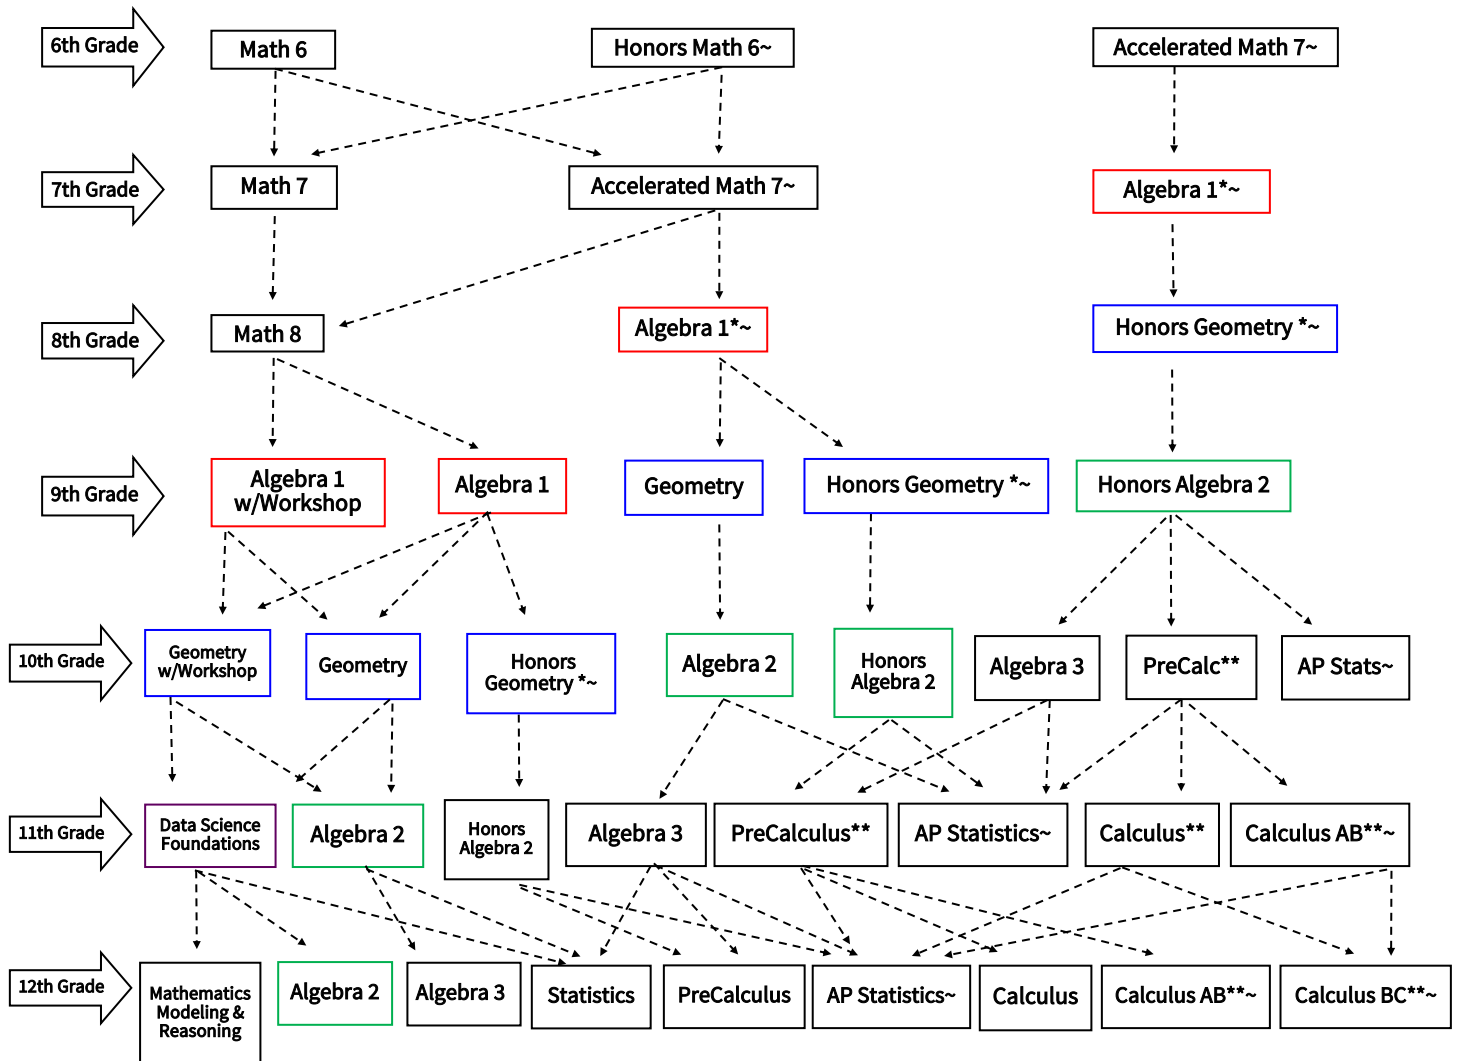 6th Grade
Math 6
Honors Math 6~
Accelerated Math 7~
7th Grade
Math 7
Accelerated Math 7~
Algebra 1*~
8th Grade
Math 8
Algebra 1*~
Honors Geometry *~
9th Grade
Algebra 1
w/Workshop
Algebra 1
Geometry
Honors Geometry *~
Honors Algebra 2
10th Grade
Geometry
w/Workshop
Geometry
Honors
Geometry *~
Algebra 2
Honors
Algebra 2
Algebra 3
PreCalc**
AP Stats~
11th Grade
Data Science
Foundations
Algebra 2
Honors
Algebra 2
Algebra 3
PreCalculus**
AP Statistics~
Calculus**
Calculus AB**~
12th Grade
Mathematics
Modeling &
Reasoning
Algebra 2
Algebra 3
Statistics
PreCalculus
AP Statistics~
Calculus
Calculus AB**~
Calculus BC**~